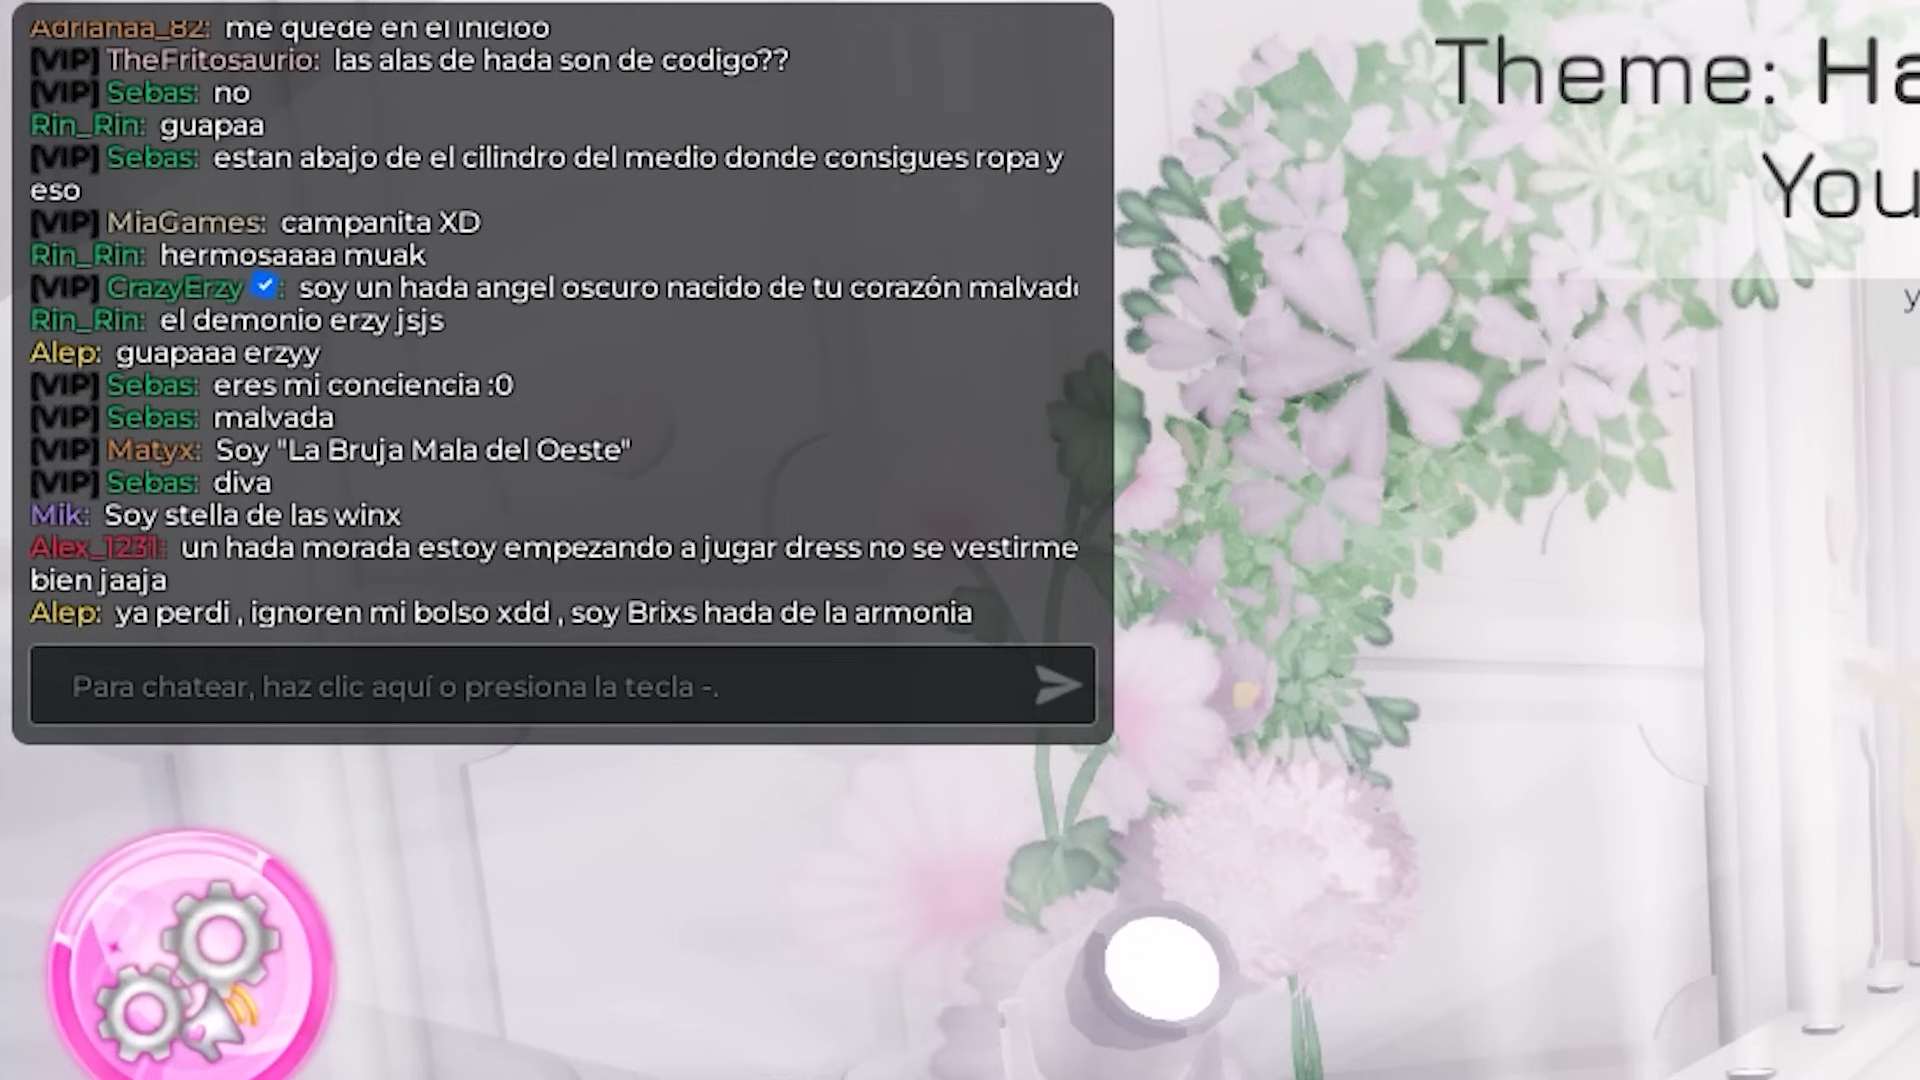 Adrianaa_82: me quede en el inicioo
[VIP] TheFritosaurio: las alas de hada son de codigo??
[VIP] Sebas: no
Rin_Rin: guapaa
[VIP] Sebas: estan abajo de el cilindro del medio donde consigues ropa y
eso
[VIP] MiaGames: campanita XD
Rin_Rin: hermosaaaa muak
[VIP] CrazyErzy ☑: soy un hada angel oscuro nacido de tu corazón
Rin_Rin: el demonio erzy jsjs
Alep: guapaaa erzyy
[VIP] Sebas: eres mi conciencia :0
[VIP] Sebas: malvada
[VIP] Matyx: Soy "La Bruja Mala del Oeste"
[VIP] Sebas: diva
Mik: Soy stella de las winx
Alex_1231: un hada morada estoy empezando a jugar dress no se vestirme
bien jaaja
Alep: ya perdi , ignoren mi bolso xdd , soy Brixs hada de la armonia
Para chatear, haz clic aquí o presiona la tecla -.
Theme: Ha
You